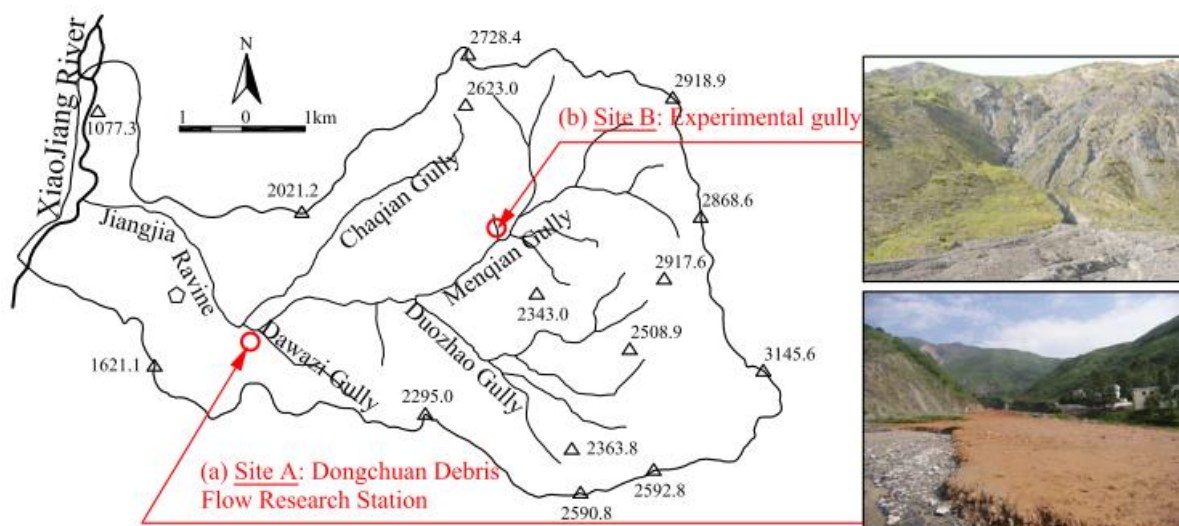 2728.4
N
2918.9
2623.0
1077.3
1 0 1km
(b) Site B: Experimental gully
XiaoJiang River
2021.2
Chaqian Gully
2868.6
Jiangjia
Ravine
Menqian Gully
2917.6
2343.0
Duozhao Gully
2508.9
Dawazi Gully
1621.1
3145.6
2295.0
(a) Site A: Dongchuan Debris
Flow Research Station
2363.8
2592.8
2590.8